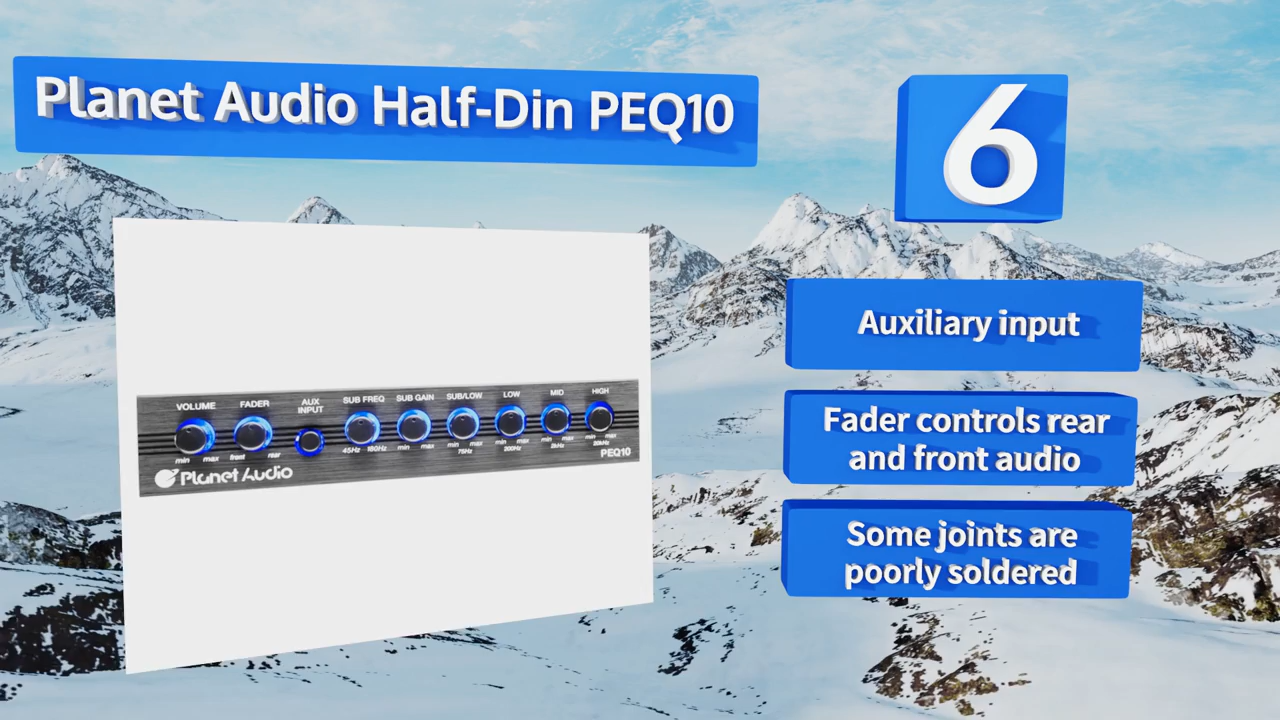 Planet Audio Half-Din PEQ10
6
Auxiliary input
Fader controls rear
and front audio
Some joints are
poorly soldered
VOLUME FADER AUX INPUT SUB FREQ SUB GAIN SUB/LOW LOW MID HIGH
min max front rear 45Hz min max min max min max min max min max
75Hz 2kHz 20kHz
Planet Audio PEQ10